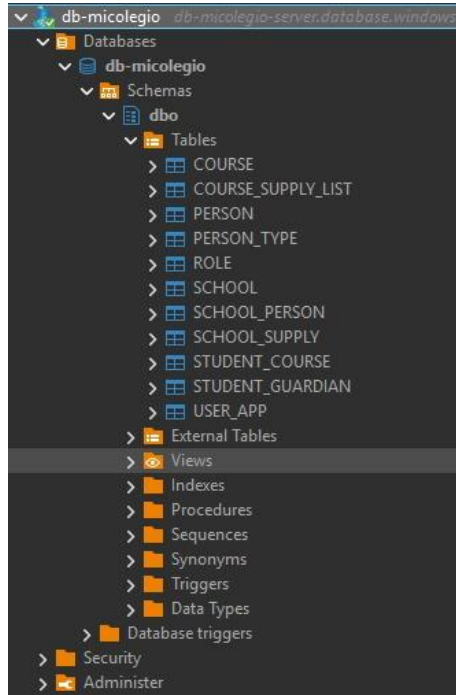 db-micolegio db-micolegio-server.database.windows
Databases
db-micolegio
Schemas
dbo
Tables
COURSE
COURSE_SUPPLY_LIST
PERSON
PERSON_TYPE
ROLE
SCHOOL
SCHOOL_PERSON
SCHOOL_SUPPLY
STUDENT_COURSE
STUDENT_GUARDIAN
USER_APP
External Tables
Views
Indexes
Procedures
Sequences
Synonyms
Triggers
Data Types
Database triggers
Security
Administer